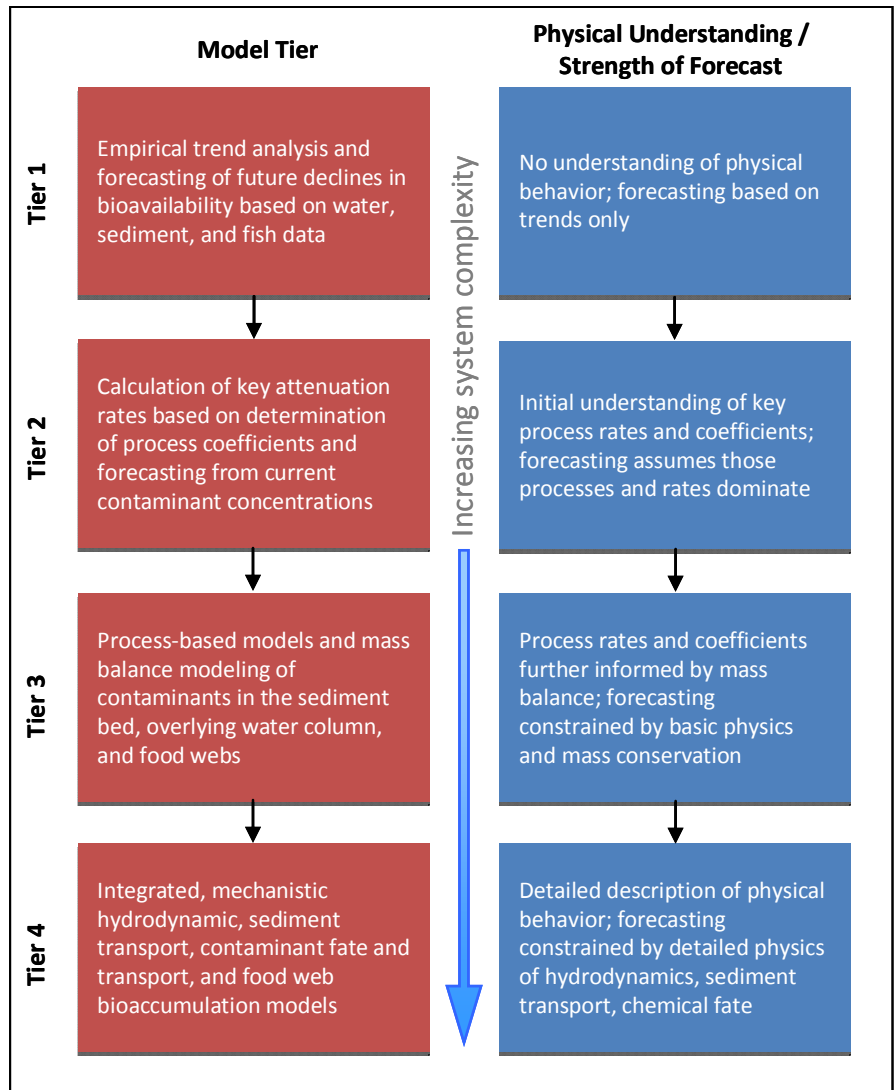 Model Tier
Physical Understanding /
Strength of Forecast
Tier 1
Empirical trend analysis and
forecasting of future declines in
bioavailability based on water,
sediment, and fish data
No understanding of physical
behavior; forecasting based on
trends only
Increasing system complexity
Tier 2
Calculation of key attenuation
rates based on determination
of process coefficients and
forecasting from current
contaminant concentrations
Initial understanding of key
process rates and coefficients;
forecasting assumes those
processes and rates dominate
Tier 3
Process-based models and mass
balance modeling of
contaminants in the sediment
bed, overlying water column,
and food webs
Process rates and coefficients
further informed by mass
balance; forecasting
constrained by basic physics
and mass conservation
Tier 4
Integrated, mechanistic
hydrodynamic, sediment
transport, contaminant fate and
transport, and food web
bioaccumulation models
Detailed description of physical
behavior; forecasting
constrained by detailed physics
of hydrodynamics, sediment
transport, chemical fate